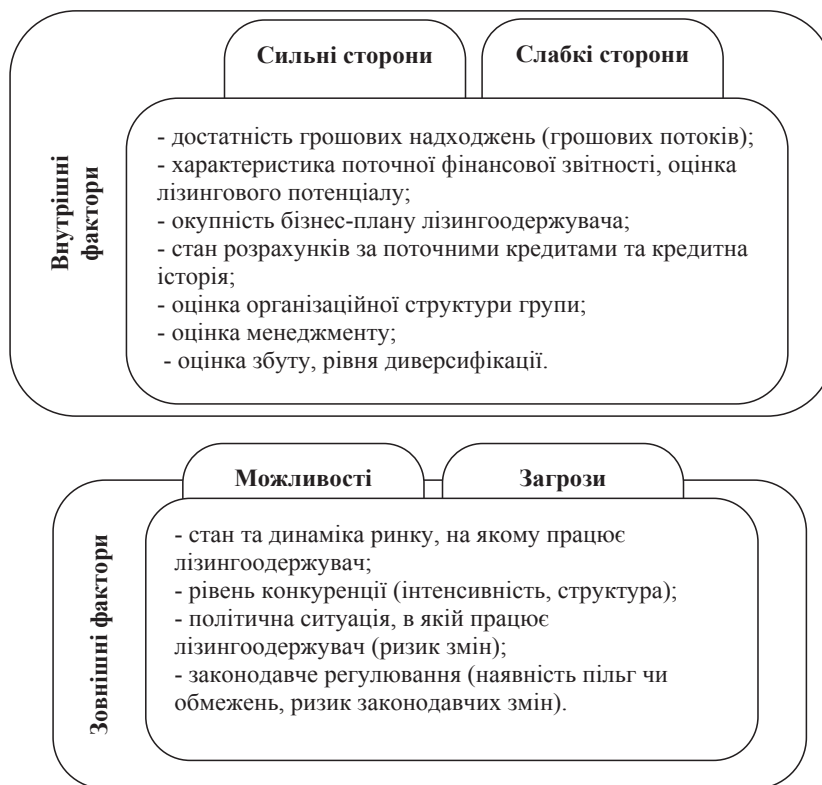 Сильні сторони
Слабкі сторони
Внутрішні
фактори
- достатність грошових надходжень (грошових потоків);
- характеристика поточної фінансової звітності, оцінка
лізингового потенціалу;
- окупність бізнес-плану лізингоодержувача;
- стан розрахунків за поточними кредитами та кредитна
історія;
- оцінка організаційної структури групи;
- оцінка менеджменту;
- оцінка збуту, рівня диверсифікації.
Можливості
Загрози
Зовнішні фактори
- стан та динаміка ринку, на якому працює
лізингоодержувач;
- рівень конкуренції (інтенсивність, структура);
- політична ситуація, в якій працює
лізингоодержувач (ризик змін);
- законодавче регулювання (наявність пільг чи
обмежень, ризик законодавчих змін).